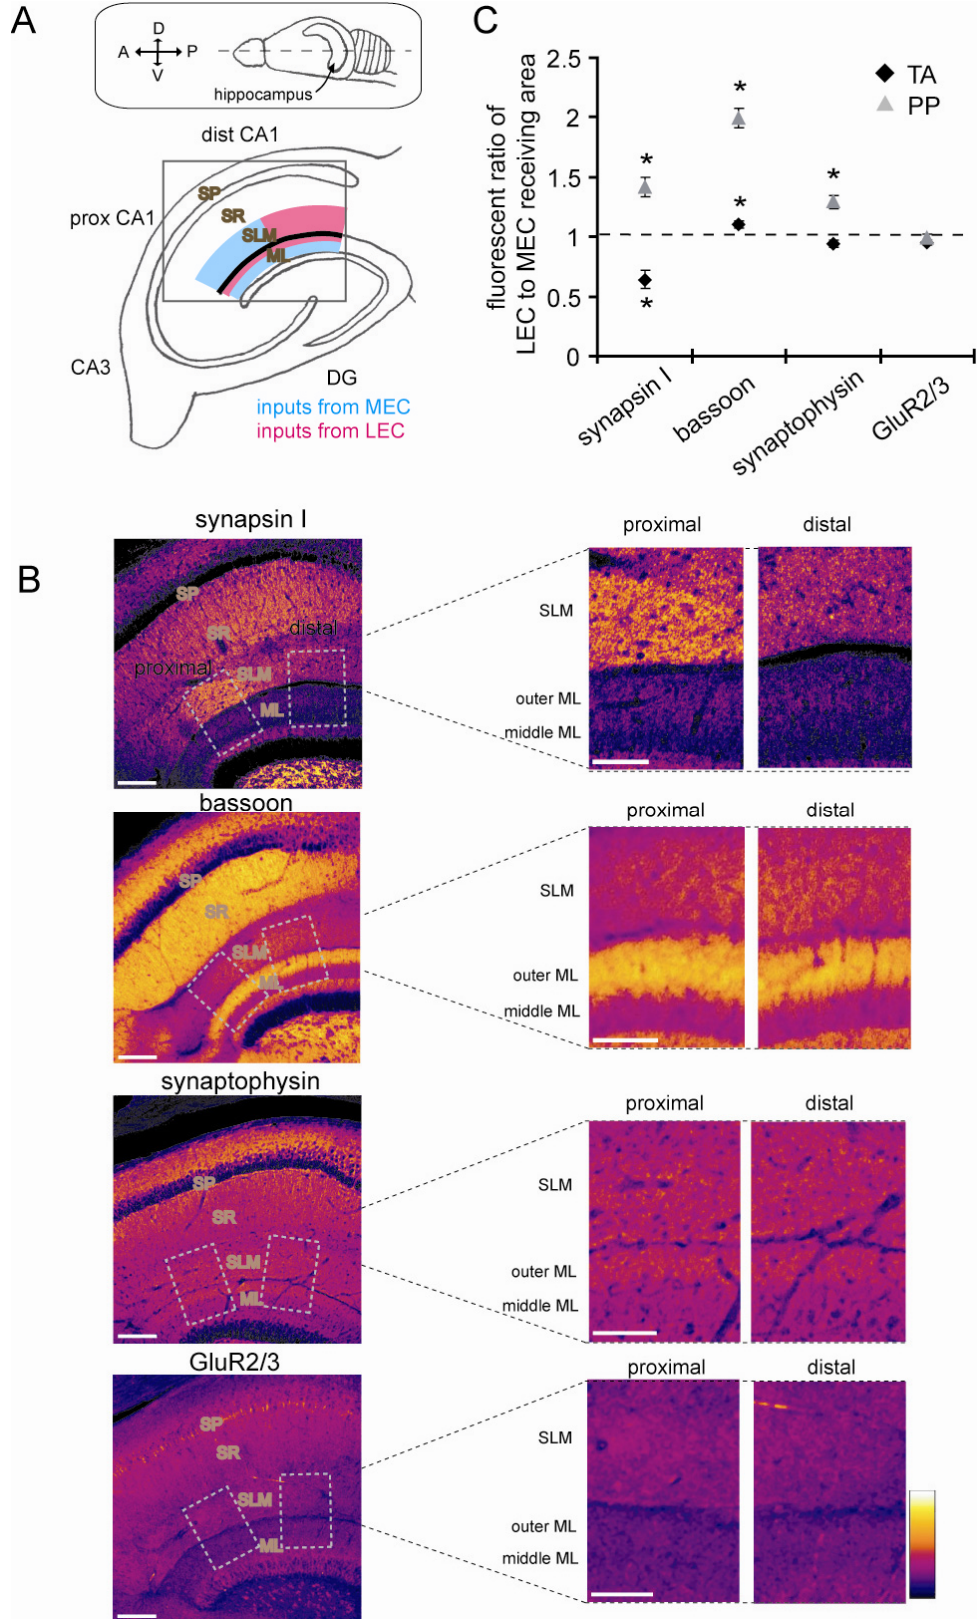 A
D
A P
V
hippocampus
dist CA1
SP
prox CA1
SR
SLM
ML
CA3
DG
inputs from MEC
inputs from LEC
C
fluorescent ratio of
LEC to MEC receiving area
2.5
2
1.5
1
0.5
0
TA
PP
*
*
*
*
*
synapsin I
bassoon
synaptophysin
GluR2/3
B
synapsin I
SP
SR
distal
proximal
SLM
ML
proximal distal
SLM
outer ML
middle ML
bassoon
SP
SR
SLM
ML
proximal distal
SLM
outer ML
middle ML
synaptophysin
SP
SR
SLM
ML
proximal distal
SLM
outer ML
middle ML
GluR2/3
SP
SR
SLM
ML
proximal distal
SLM
outer ML
middle ML